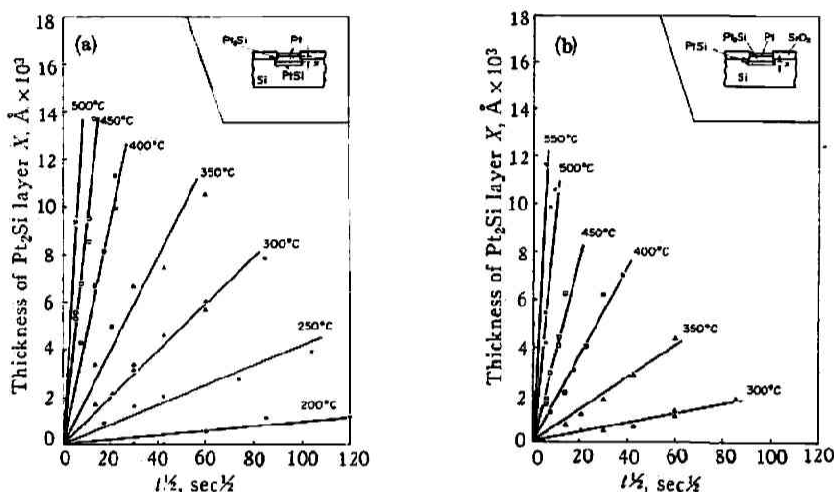 (a)
Thickness of Pt₂Si layer X, Å × 10³
18
16
14
12
10
8
6
4
2
0
Pt₂Si
Pt
Si
PtSi
x
500°C
450°C
400°C
350°C
300°C
250°C
200°C
0 20 40 60 80 100 120
t½, sec½
(b)
Thickness of Pt₂Si layer X, Å × 10³
18
16
14
12
10
8
6
4
2
0
Pt₂Si
Pt
SiO₂
PtSi
Si
x
550°C
500°C
450°C
400°C
350°C
300°C
0 20 40 60 80 100 120
t½, sec½